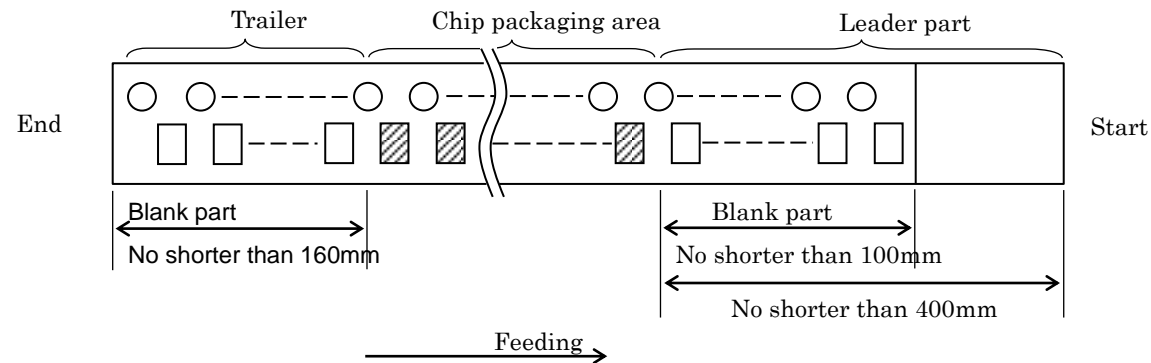 Trailer
Chip packaging area
Leader part
End
Start
Blank part
No shorter than 160mm
Blank part
No shorter than 100mm
No shorter than 400mm
Feeding